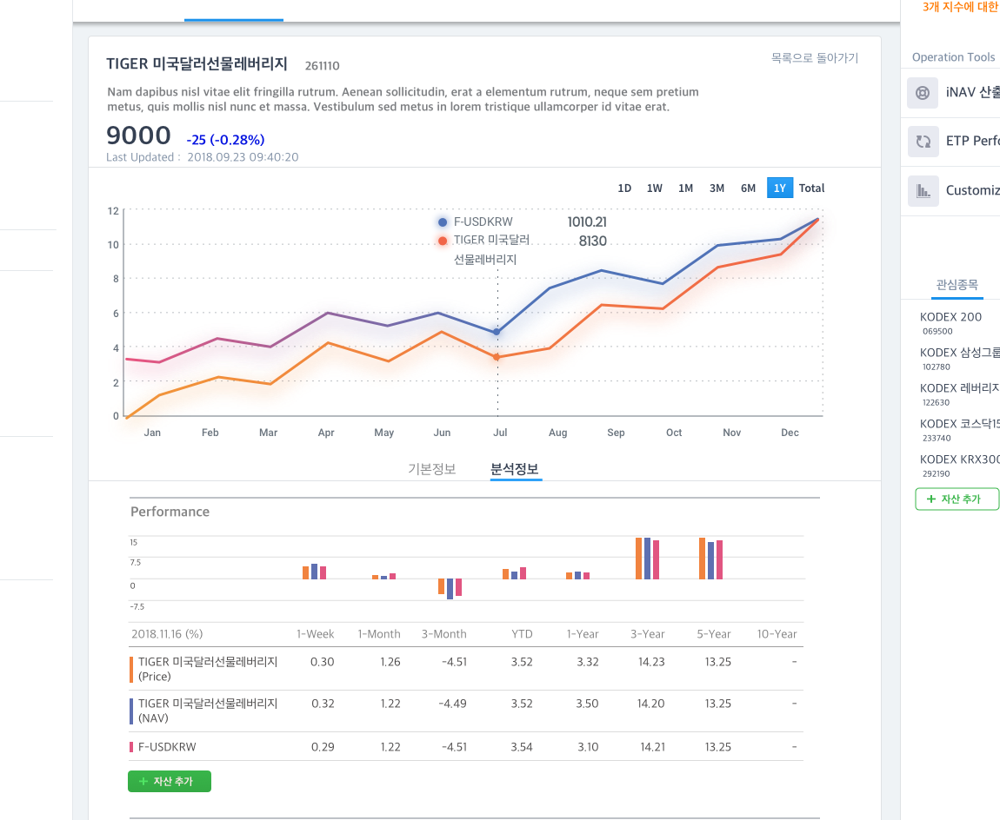 3개 지수에 대한
TIGER 미국달러선물레버리지 261110
목록으로 돌아가기
Nam dapibus nisl vitae elit fringilla rutrum. Aenean sollicitudin, erat a elementum rutrum, neque sem pretium
metus, quis mollis nisl nunc et massa. Vestibulum sed metus in lorem tristique ullamcorper id vitae erat.
9000 -25 (-0.28%)
Last Updated : 2018.09.23 09:40:20
1D 1W 1M 3M 6M 1Y Total
F-USDKRW 1010.21
TIGER 미국달러 8130
선물레버리지
12
10
8
6
4
2
0
Jan Feb Mar Apr May Jun Jul Aug Sep Oct Nov Dec
기본정보 분석정보
Performance
15
7.5
0
-7.5
2018.11.16 (%) 1-Week 1-Month 3-Month YTD 1-Year 3-Year 5-Year 10-Year
TIGER 미국달러선물레버리지 0.30 1.26 -4.51 3.52 3.32 14.23 13.25 -
(Price)
TIGER 미국달러선물레버리지 0.32 1.22 -4.49 3.52 3.50 14.20 13.25 -
(NAV)
F-USDKRW 0.29 1.22 -4.51 3.54 3.10 14.21 13.25 -
+ 자산 추가
Operation Tools
iNAV 산출
ETP Perfo
Customiz
관심종목
KODEX 200
069500
KODEX 삼성그룹
102780
KODEX 레버리지
122630
KODEX 코스닥15
233740
KODEX KRX300
292190
+ 자산 추가